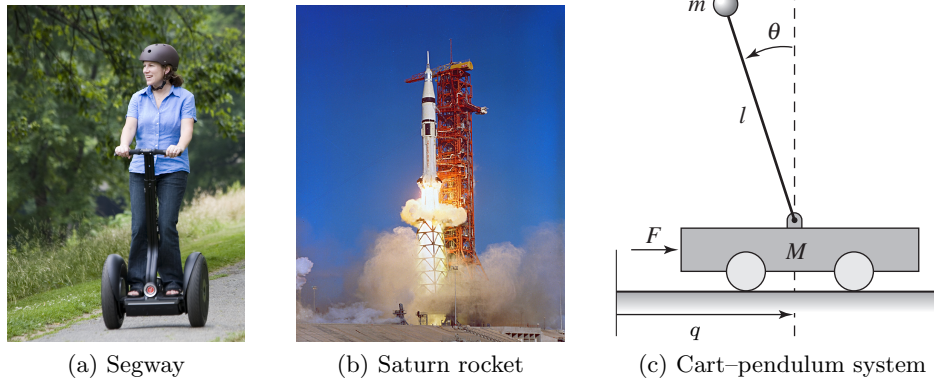 m
θ
l
F
M
q
(a) Segway
(b) Saturn rocket
(c) Cart–pendulum system